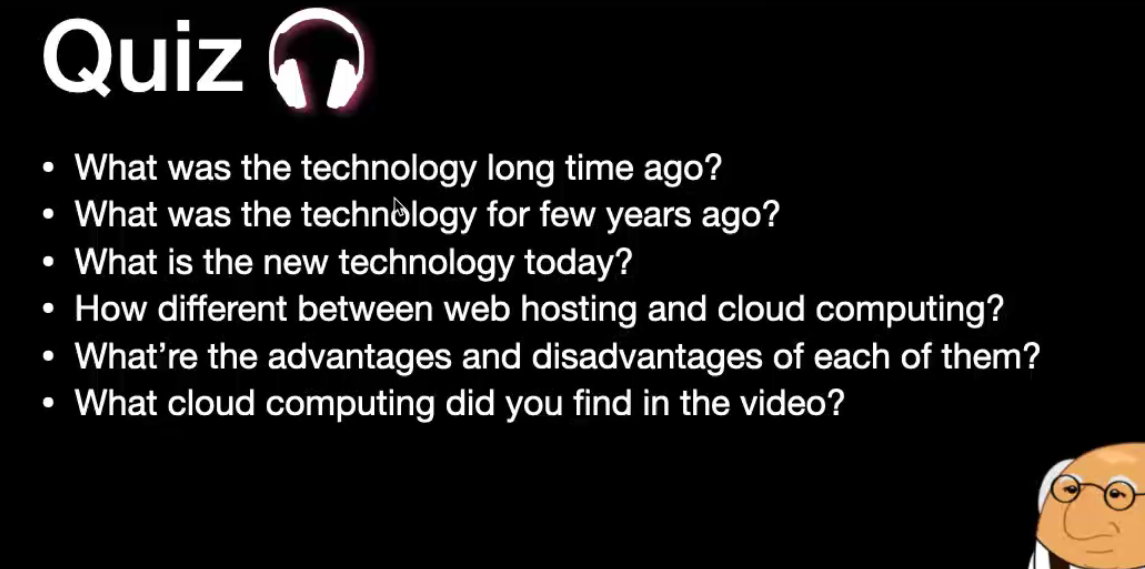 Quiz
• What was the technology long time ago?
• What was the technology for few years ago?
• What is the new technology today?
• How different between web hosting and cloud computing?
• What’re the advantages and disadvantages of each of them?
• What cloud computing did you find in the video?